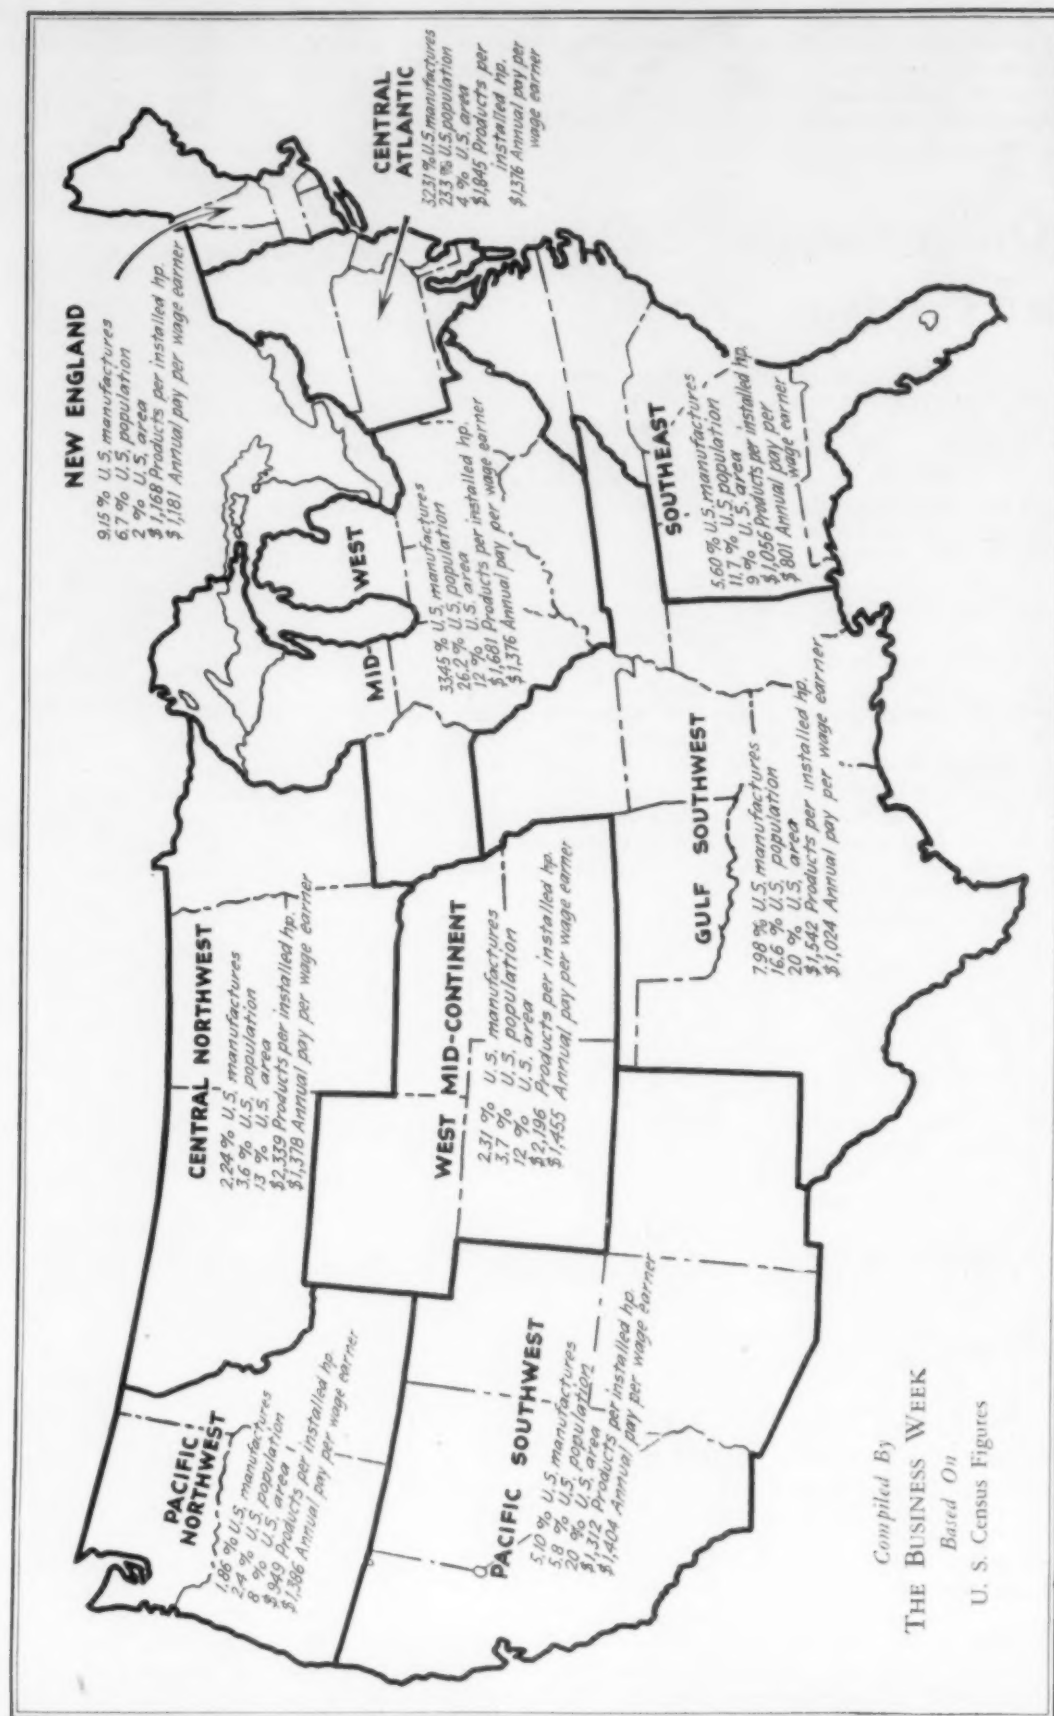 NEW ENGLAND
9.15 % U.S. manufactures
6.7 % U.S. population
2 % U.S. area
$1,168 Products per installed hp.
$1,181 Annual pay per wage earner
CENTRAL
ATLANTIC
32.31 % U.S. manufactures
23.3 % U.S. population
4 % U.S. area
$1,845 Products per
installed hp.
$1,376 Annual pay per
wage earner
MID-WEST
33.45 % U.S. manufactures
26.2 % U.S. population
12 % U.S. area
$1,681 Products per installed hp.
$1,376 Annual pay per wage earner
SOUTHEAST
5.60 % U.S. manufactures
11.7 % U.S. population
9 % U.S. area
$1,056 Products per installed hp.
$801 Annual pay per
wage earner
CENTRAL NORTHWEST
2.24 % U.S. manufactures
3.6 % U.S. population
13 % U.S. area
$2,339 Products per installed hp.
$1,378 Annual pay per wage earner
WEST MID-CONTINENT
2.31 % U.S. manufactures
3.7 % U.S. population
12 % U.S. area
$2,196 Products per installed hp.
$1,455 Annual pay per wage earner
GULF SOUTHWEST
7.98 % U.S. manufactures
16.6 % U.S. population
20 % U.S. area
$1,542 Products per installed hp.
$1,024 Annual pay per wage earner
PACIFIC
NORTHWEST
1.86 % U.S. manufactures
2.4 % U.S. population
8 % U.S. area
$949 Products per installed hp.
$1,386 Annual pay per wage earner
PACIFIC SOUTHWEST
5.10 % U.S. manufactures
5.8 % U.S. population
20 % U.S. area
$1,312 Products per installed hp.
$1,404 Annual pay per wage earner
Compiled By
THE BUSINESS WEEK
Based On
U. S. Census Figures